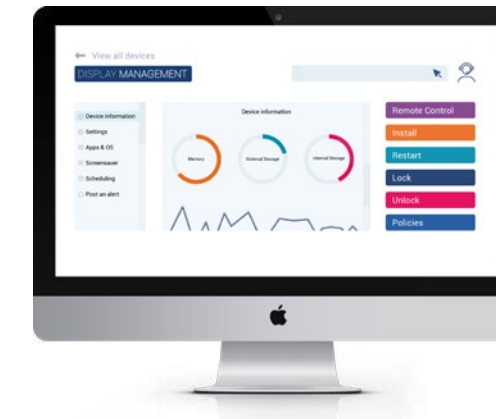 View all devices
DISPLAY MANAGEMENT
Device information
Settings
Apps & OS
Screensaver
Scheduling
Post an alert
Device information
Memory
External Storage
Internal Storage
Remote Control
Install
Restart
Lock
Unlock
Policies